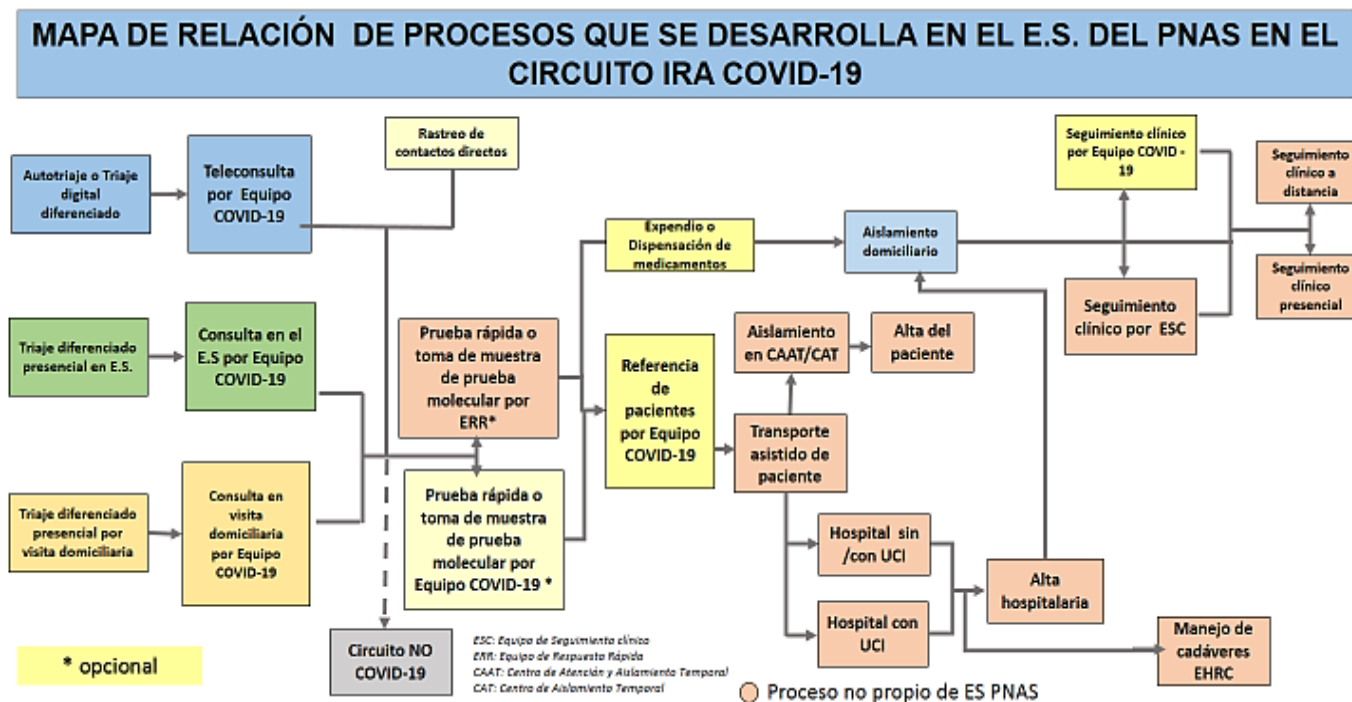 MAPA DE RELACIÓN DE PROCESOS QUE SE DESARROLLA EN EL E.S. DEL PNAS EN EL
CIRCUITO IRA COVID-19
Autotriaje o Triaje
digital
diferenciado
Teleconsulta
por Equipo
COVID-19
Rastreo de
contactos directos
Triaje diferenciado
presencial en E.S.
Consulta en el
E.S por Equipo
COVID-19
Triaje diferenciado
presencial por
visita domiciliaria
Consulta en
visita
domiciliaria
por Equipo
COVID-19
Prueba rápida o
toma de muestra
de prueba
molecular por
ERR*
Prueba rápida o
toma de muestra
de prueba
molecular por
Equipo COVID-19 *
Circuito NO
COVID-19
Expendio o
Dispensación de
medicamentos
Referencia
de
pacientes
por Equipo
COVID-19
Aislamiento
domiciliario
Aislamiento
en CAAT/CAT
Alta del
paciente
Transporte
asistido de
paciente
Hospital sin
/con UCI
Hospital con
UCI
Alta
hospitalaria
Manejo de
cadáveres
EHRC
Seguimiento clínico
por Equipo COVID -
19
Seguimiento
clínico por ESC
Seguimiento
clínico a
distancia
Seguimiento
clínico
presencial
* opcional
ESC: Equipo de Seguimiento clínico
ERR: Equipo de Respuesta Rápida
CAAT: Centro de Atención y Aislamiento Temporal
CAT: Centro de Aislamiento Temporal
Proceso no propio de ES PNAS